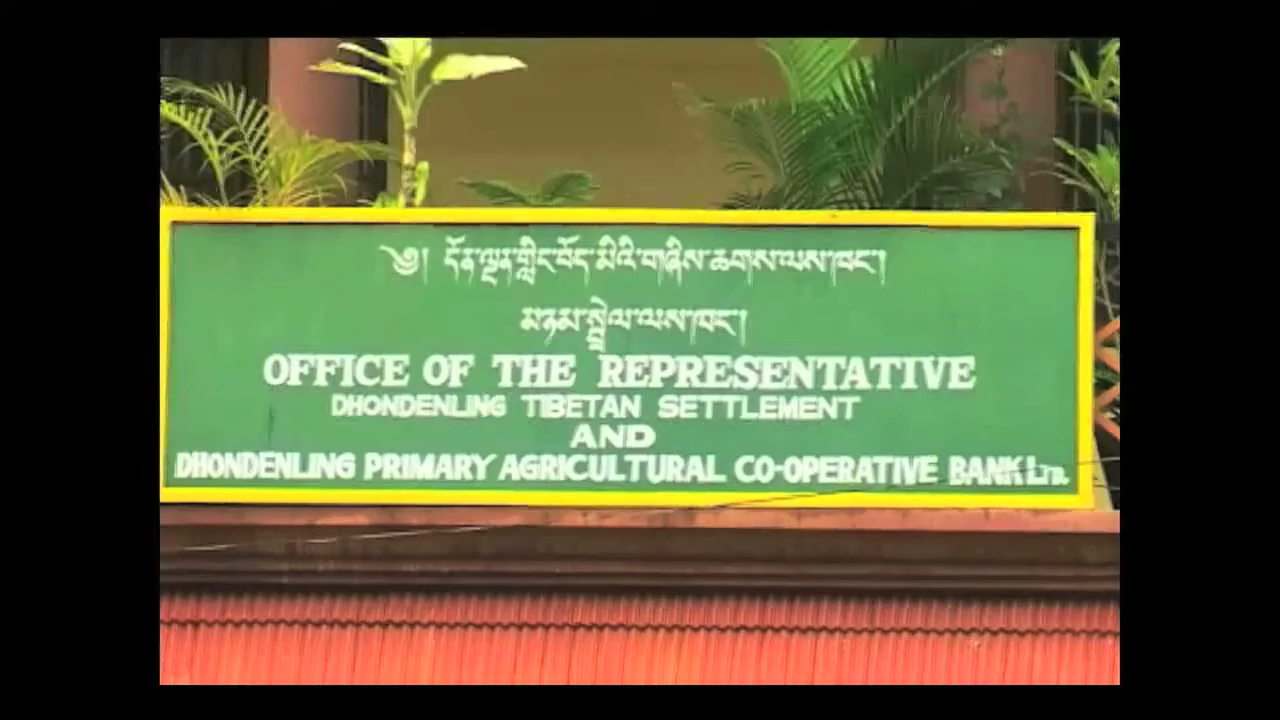 ༄། དོན་ལྡན་གླིང་བོད་མིའི་གཞིས་ཆགས་ལས་ཁང་།
མཉམ་སྦྲེལ་ལས་ཁང་།
OFFICE OF THE REPRESENTATIVE
DHONDENLING TIBETAN SETTLEMENT
AND
DHONDENLING PRIMARY AGRICULTURAL CO-OPERATIVE BANK LTD.